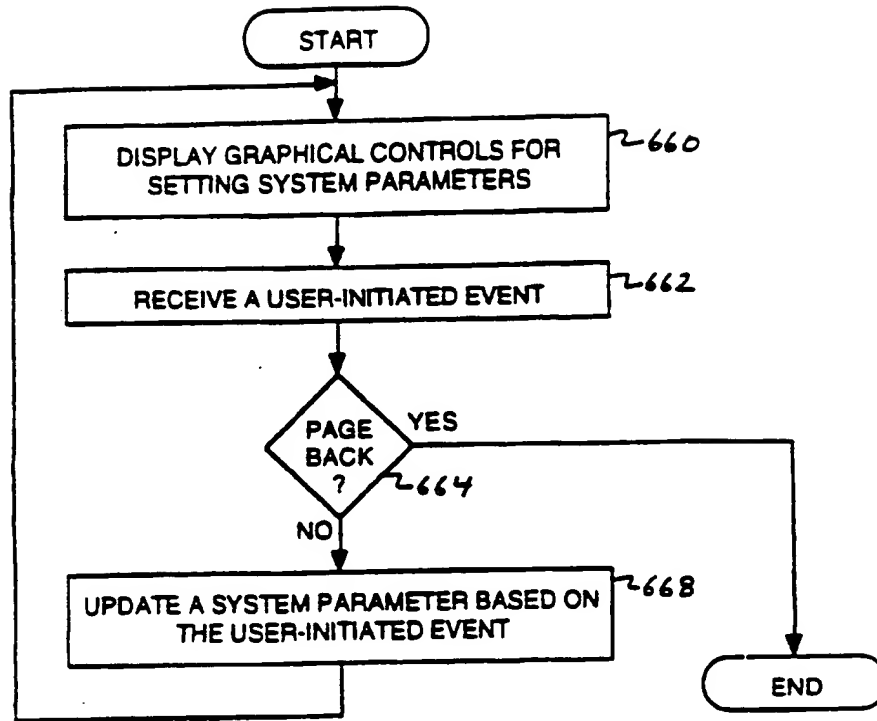 START
DISPLAY GRAPHICAL CONTROLS FOR
SETTING SYSTEM PARAMETERS
660
RECEIVE A USER-INITIATED EVENT
662
PAGE
BACK
?
YES
664
NO
UPDATE A SYSTEM PARAMETER BASED ON
THE USER-INITIATED EVENT
668
END